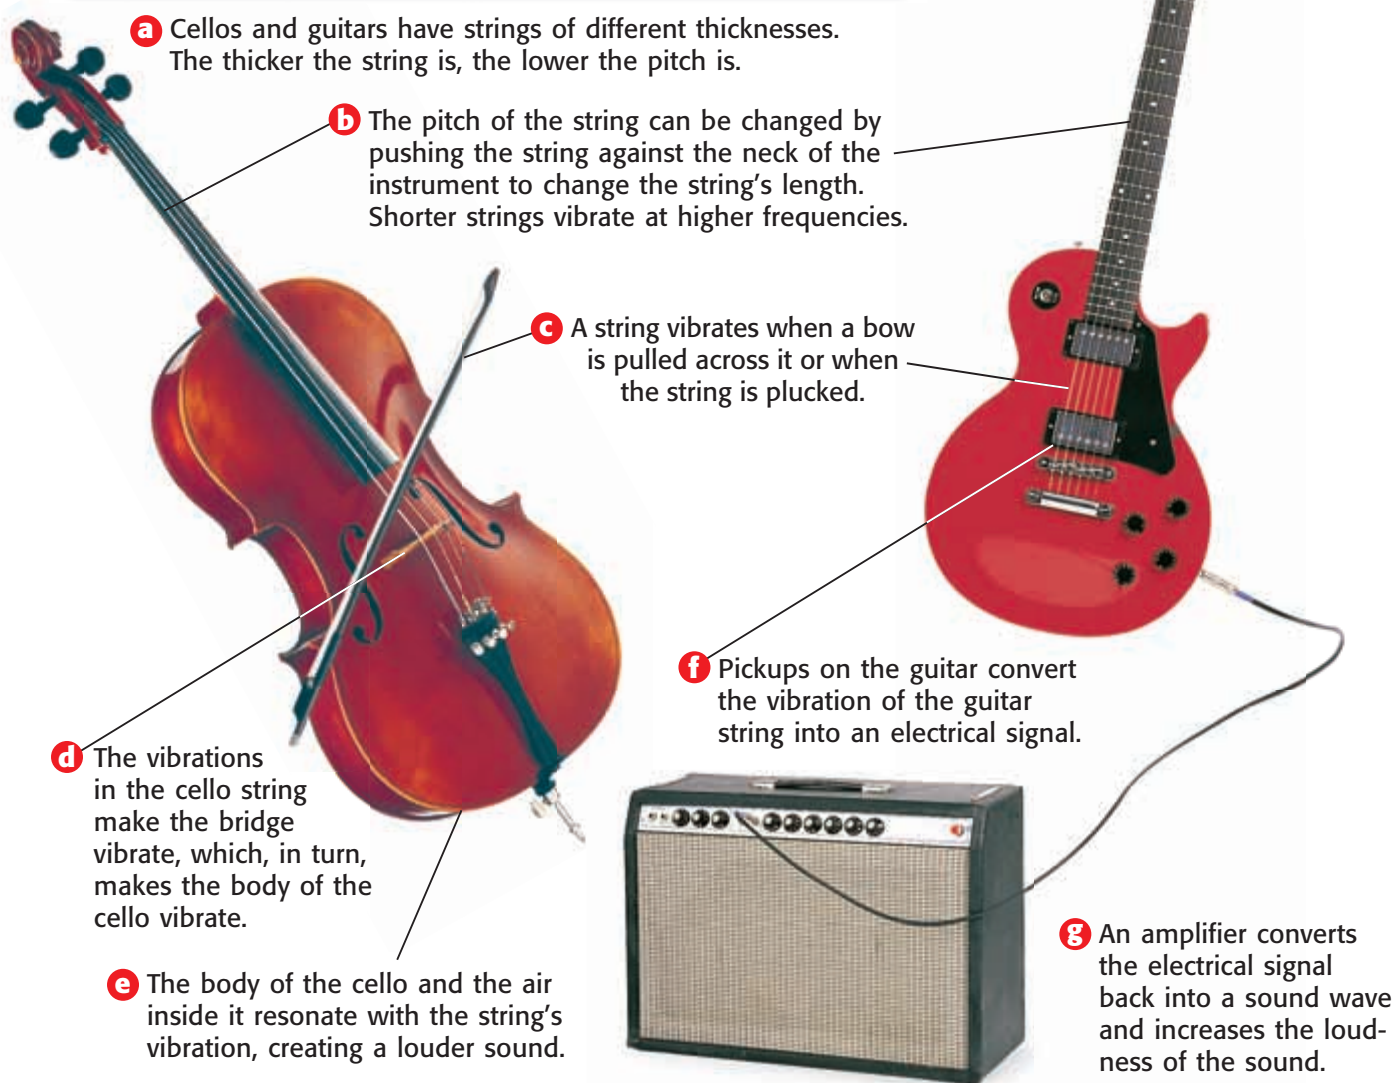 a Cellos and guitars have strings of different thicknesses.
The thicker the string is, the lower the pitch is.
b The pitch of the string can be changed by
pushing the string against the neck of the
instrument to change the string's length.
Shorter strings vibrate at higher frequencies.
c A string vibrates when a bow
is pulled across it or when
the string is plucked.
d The vibrations
in the cello string
make the bridge
vibrate, which, in turn,
makes the body of the
cello vibrate.
e The body of the cello and the air
inside it resonate with the string's
vibration, creating a louder sound.
f Pickups on the guitar convert
the vibration of the guitar
string into an electrical signal.
g An amplifier converts
the electrical signal
back into a sound wave
and increases the loud-
ness of the sound.